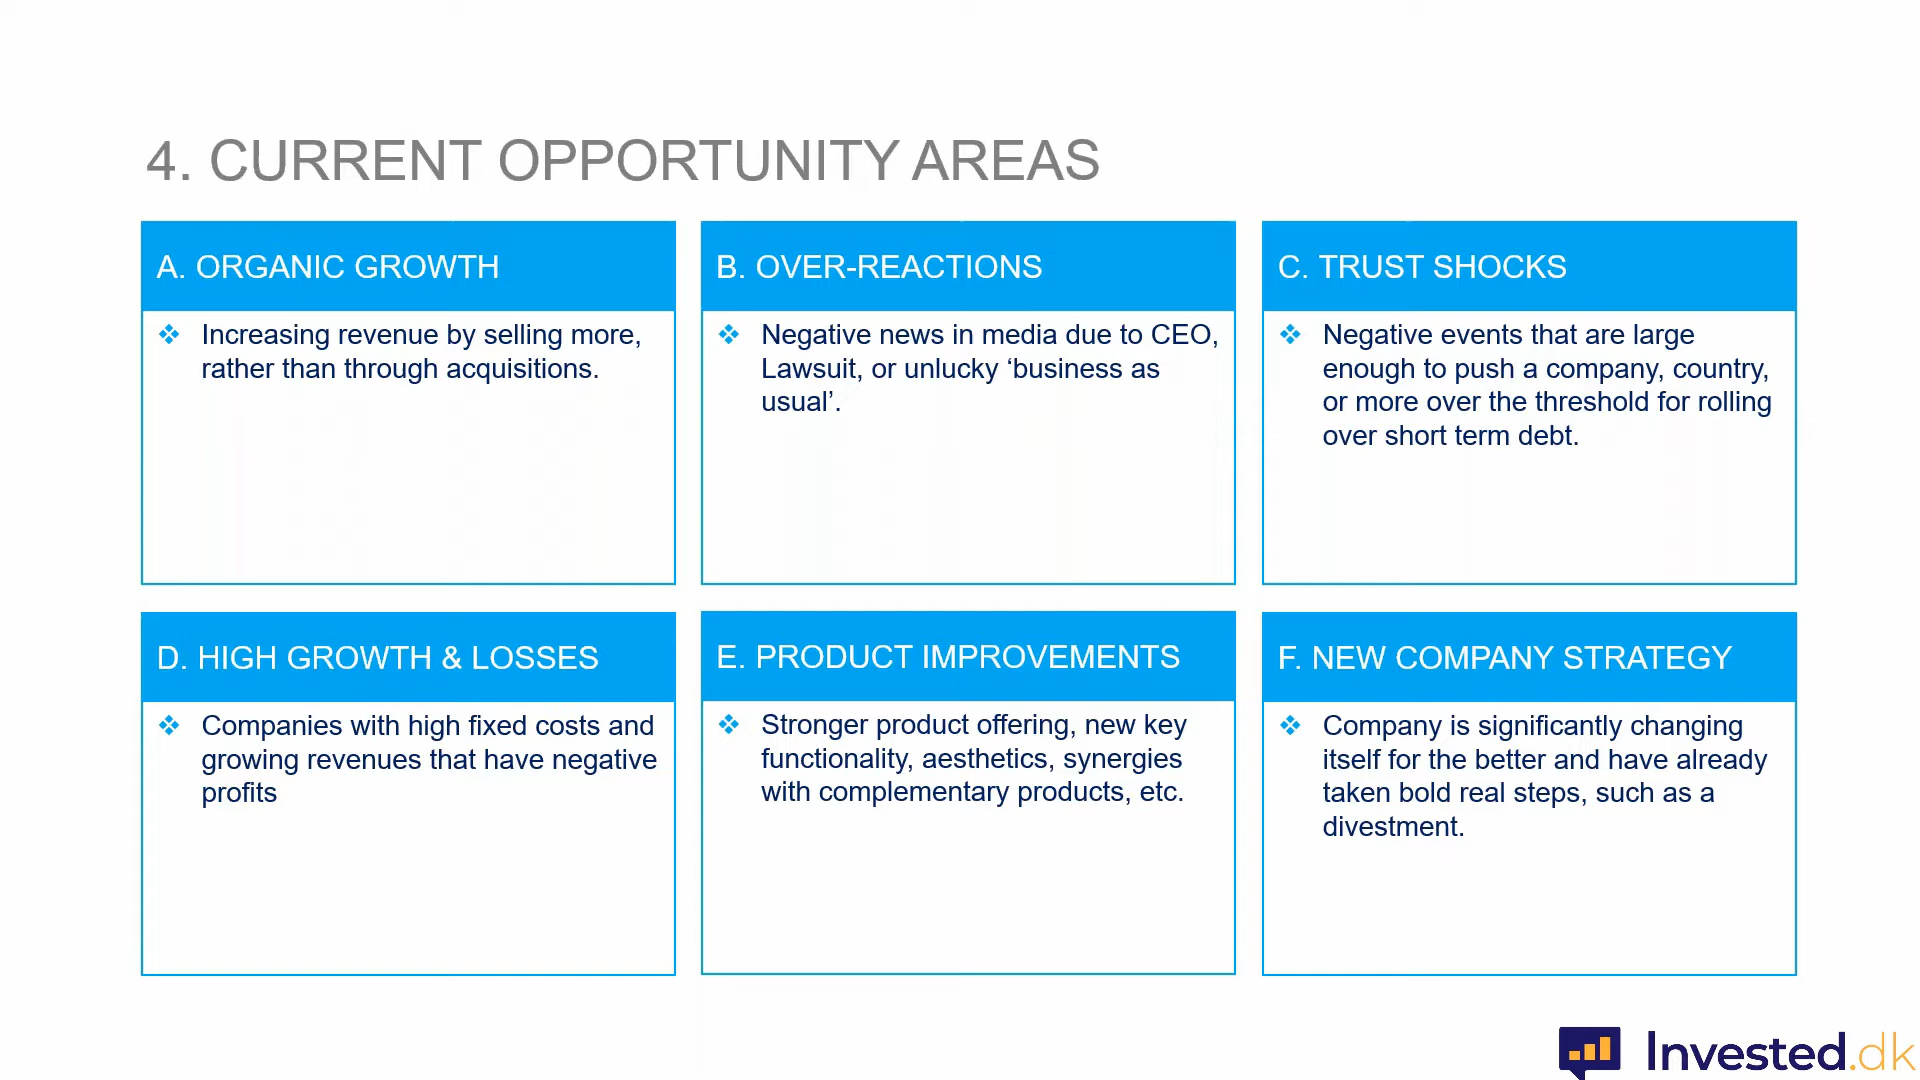 4. CURRENT OPPORTUNITY AREAS
A. ORGANIC GROWTH
Increasing revenue by selling more,
rather than through acquisitions.
B. OVER-REACTIONS
Negative news in media due to CEO,
Lawsuit, or unlucky ‘business as
usual’.
C. TRUST SHOCKS
Negative events that are large
enough to push a company, country,
or more over the threshold for rolling
over short term debt.
D. HIGH GROWTH & LOSSES
Companies with high fixed costs and
growing revenues that have negative
profits
E. PRODUCT IMPROVEMENTS
Stronger product offering, new key
functionality, aesthetics, synergies
with complementary products, etc.
F. NEW COMPANY STRATEGY
Company is significantly changing
itself for the better and have already
taken bold real steps, such as a
divestment.
Invested.dk